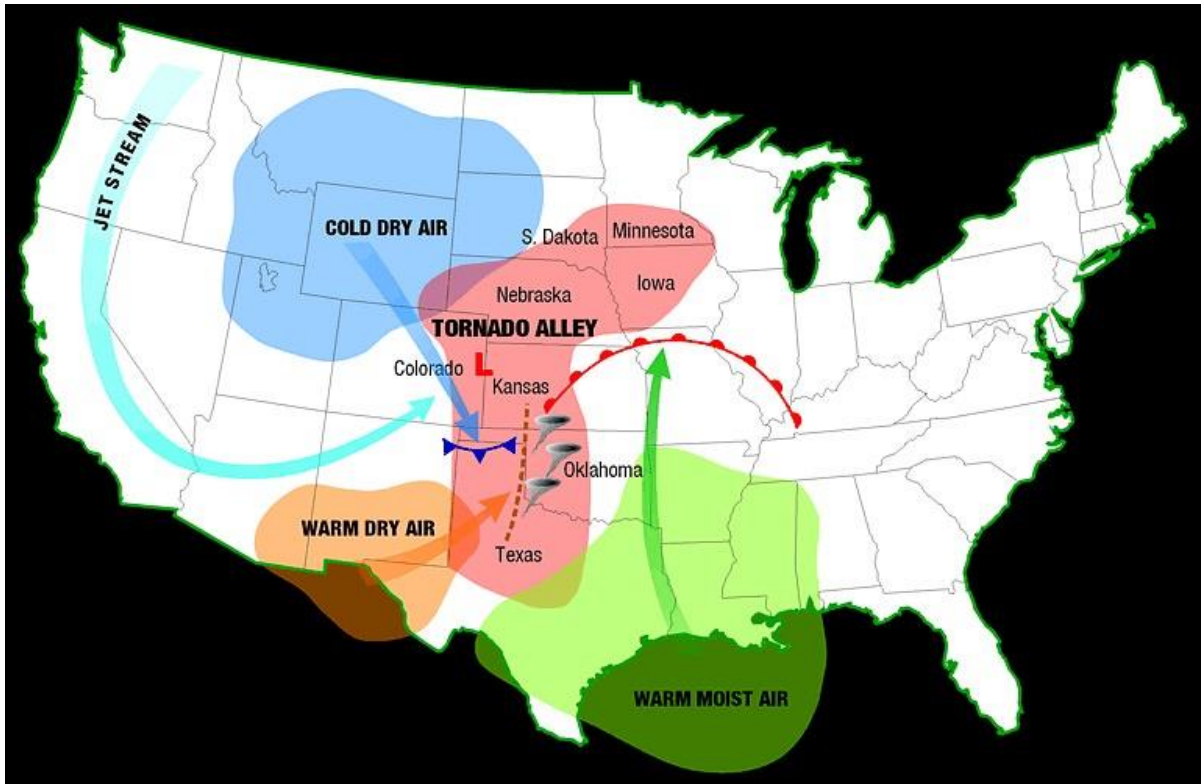 JET STREAM
COLD DRY AIR
S. Dakota
Minnesota
Nebraska
Iowa
TORNADO ALLEY
Colorado
L
Kansas
Oklahoma
WARM DRY AIR
Texas
WARM MOIST AIR